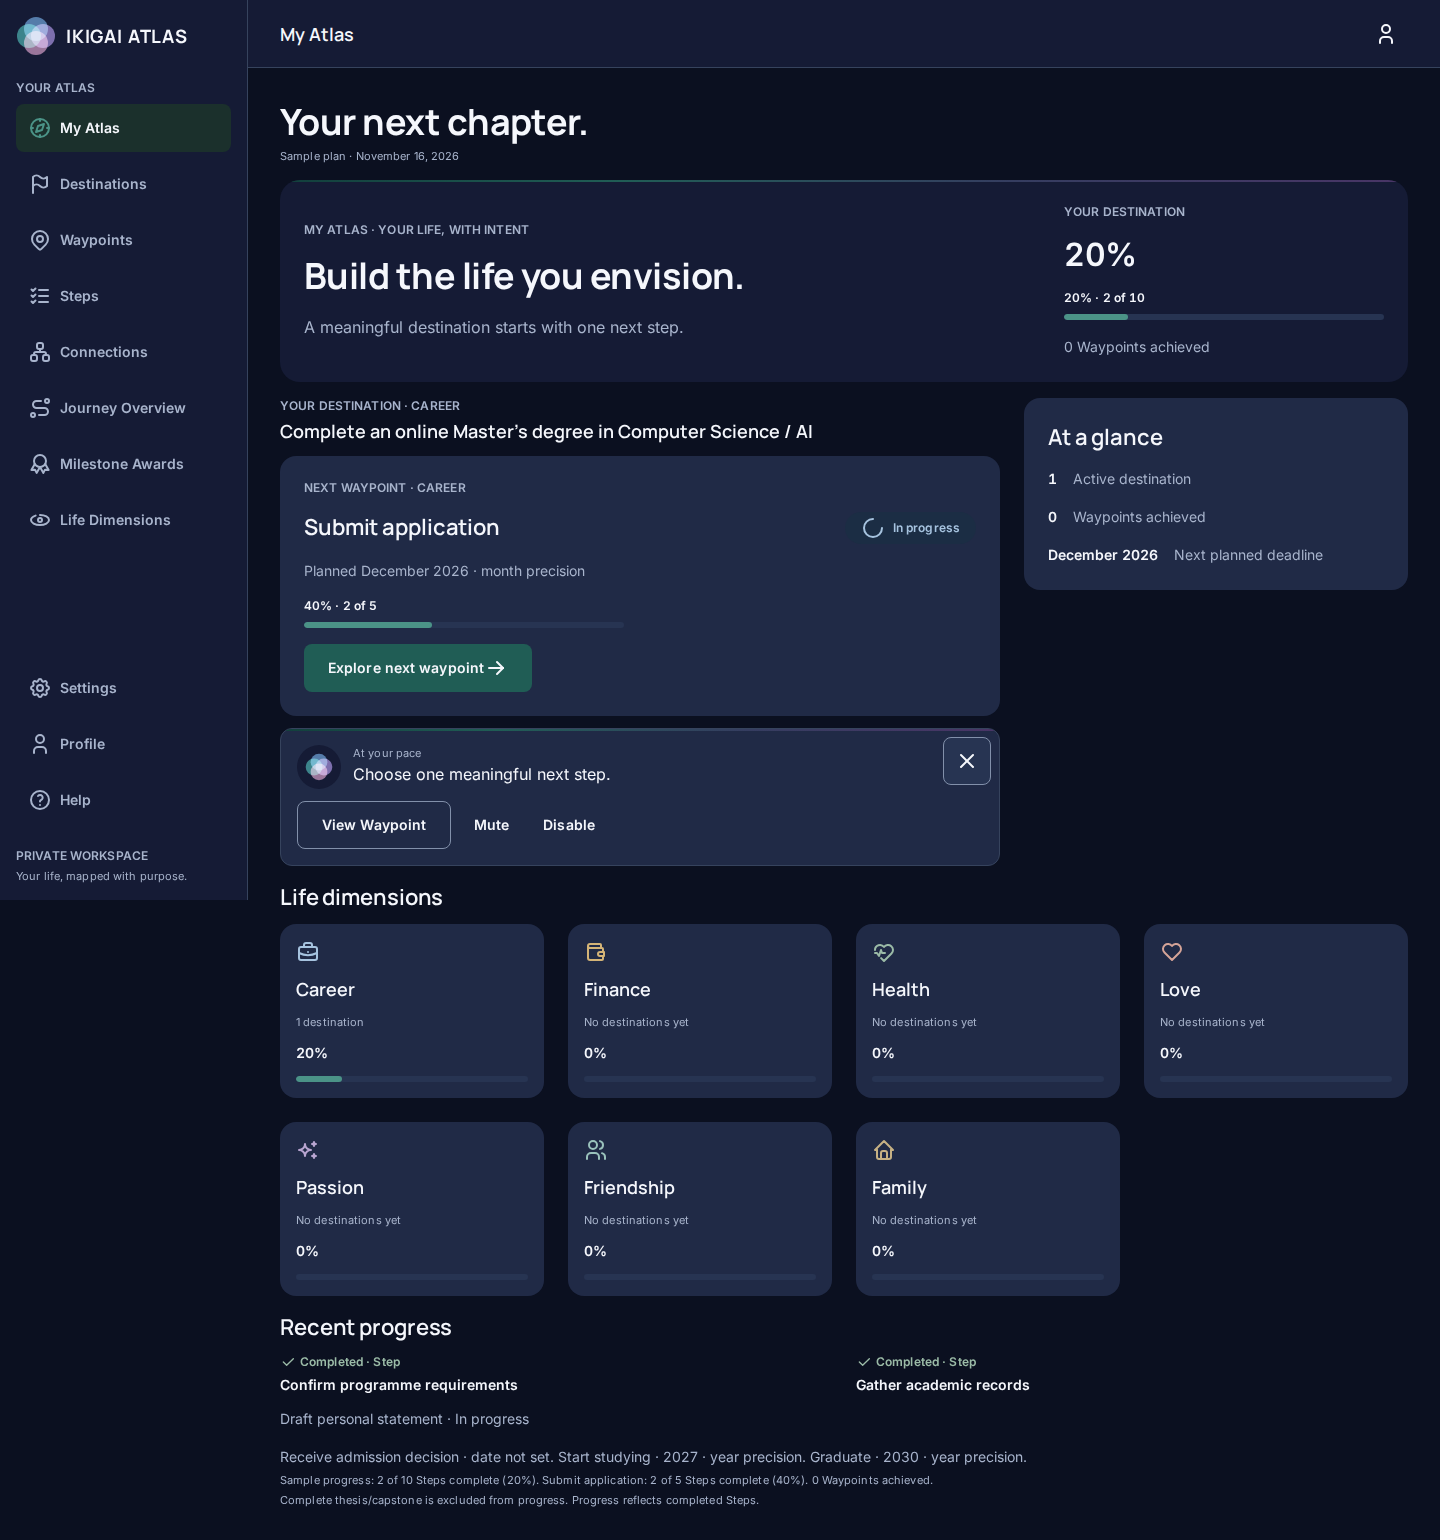 IKIGAI ATLAS
YOUR ATLAS
My Atlas
Destinations
Waypoints
Steps
Connections
Journey Overview
Milestone Awards
Life Dimensions
Settings
Profile
Help
PRIVATE WORKSPACE
Your life, mapped with purpose.
My Atlas
Your next chapter.
Sample plan · November 16, 2026
MY ATLAS · YOUR LIFE, WITH INTENT
Build the life you envision.
A meaningful destination starts with one next step.
YOUR DESTINATION
20%
20% · 2 of 10
0 Waypoints achieved
YOUR DESTINATION · CAREER
Complete an online Master’s degree in Computer Science / AI
NEXT WAYPOINT · CAREER
Submit application
In progress
Planned December 2026 · month precision
40% · 2 of 5
Explore next waypoint
At your pace
Choose one meaningful next step.
View Waypoint
Mute
Disable
At a glance
1 Active destination
0 Waypoints achieved
December 2026 Next planned deadline
Life dimensions
Career
1 destination
20%
Finance
No destinations yet
0%
Health
No destinations yet
0%
Love
No destinations yet
0%
Passion
No destinations yet
0%
Friendship
No destinations yet
0%
Family
No destinations yet
0%
Recent progress
Completed · Step
Confirm programme requirements
Completed · Step
Gather academic records
Draft personal statement · In progress
Receive admission decision · date not set. Start studying · 2027 · year precision. Graduate · 2030 · year precision.
Sample progress: 2 of 10 Steps complete (20%). Submit application: 2 of 5 Steps complete (40%). 0 Waypoints achieved.
Complete thesis/capstone is excluded from progress. Progress reflects completed Steps.